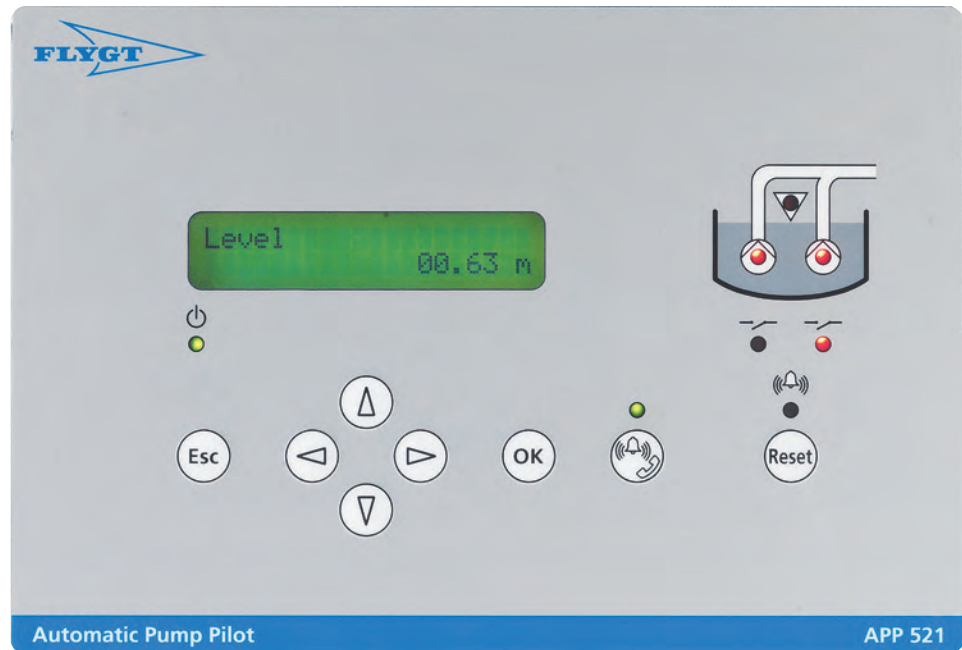 FLYGT
Level
00.63 m
Esc
OK
Reset
Automatic Pump Pilot
APP 521